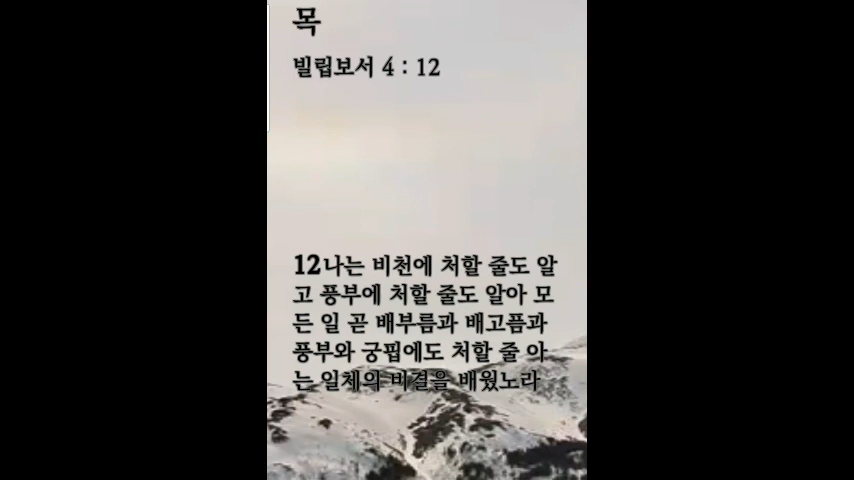 목
빌립보서 4 : 12
12나는 비천에 처할 줄도 알
고 풍부에 처할 줄도 알아 모
든 일 곧 배부름과 배고픔과
풍부와 궁핍에도 처할 줄 아
는 일체의 비결을 배웠노라